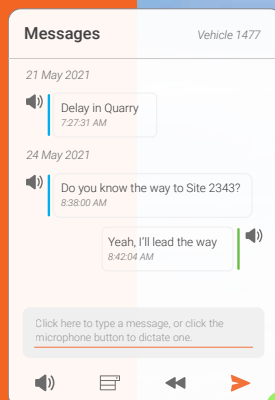 Messages
Vehicle 1477
21 May 2021
Delay in Quarry
7:27:31 AM
24 May 2021
Do you know the way to Site 2343?
8:38:00 AM
Yeah, I'll lead the way
8:42:04 AM
Click here to type a message, or click the
microphone button to dictate one.